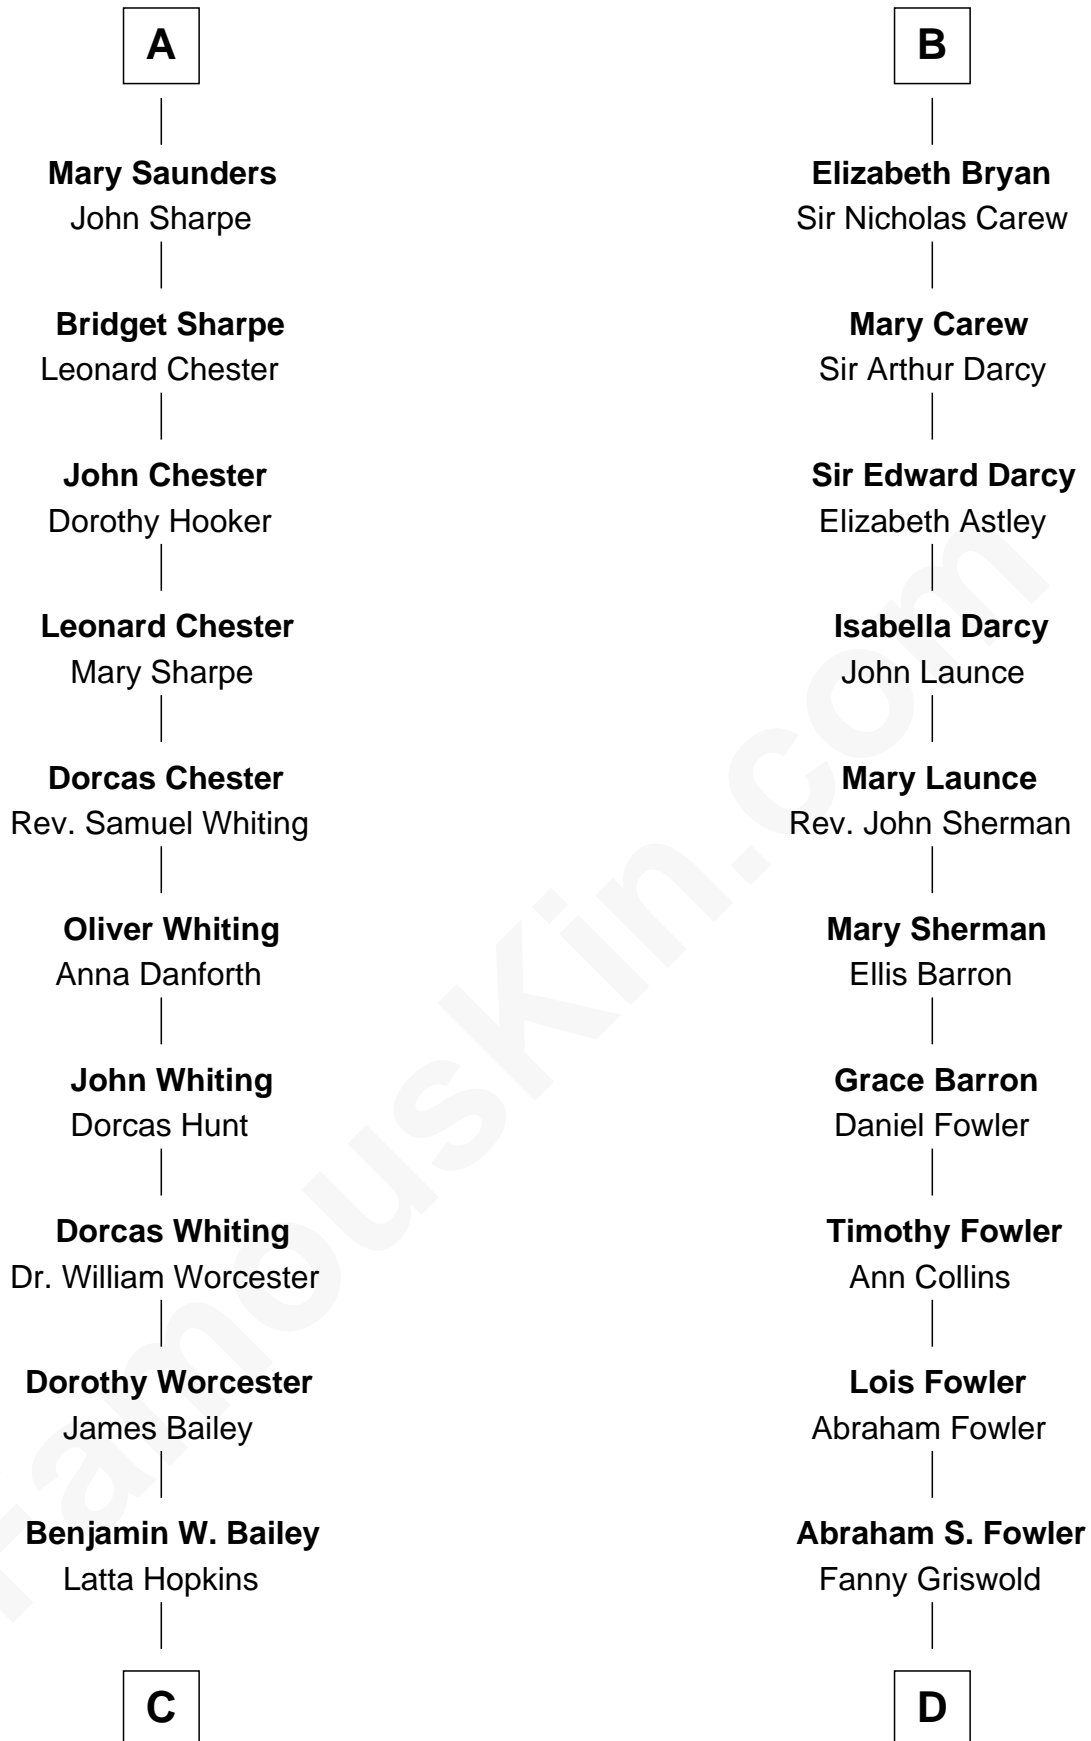 A
Mary Saunders
John Sharpe
Bridget Sharpe
Leonard Chester
John Chester
Dorothy Hooker
Leonard Chester
Mary Sharpe
Dorcas Chester
Rev. Samuel Whiting
Oliver Whiting
Anna Danforth
John Whiting
Dorcas Hunt
Dorcas Whiting
Dr. William Worcester
Dorothy Worcester
James Bailey
Benjamin W. Bailey
Latta Hopkins
C
B
Elizabeth Bryan
Sir Nicholas Carew
Mary Carew
Sir Arthur Darcy
Sir Edward Darcy
Elizabeth Astley
Isabella Darcy
John Launce
Mary Launce
Rev. John Sherman
Mary Sherman
Ellis Barron
Grace Barron
Daniel Fowler
Timothy Fowler
Ann Collins
Lois Fowler
Abraham Fowler
Abraham S. Fowler
Fanny Griswold
D
FamousKin.com